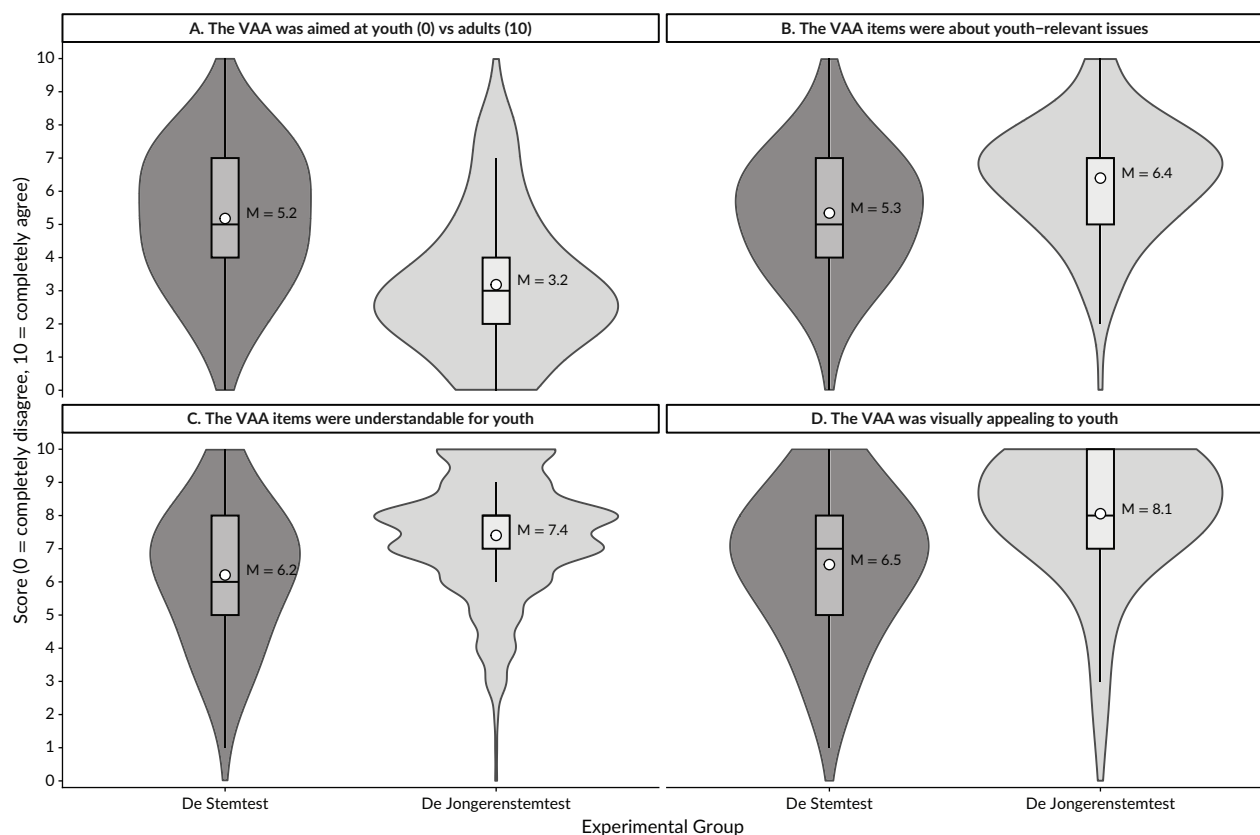 A. The VAA was aimed at youth (0) vs adults (10)
B. The VAA items were about youth−relevant issues
Score (0 = completely disagree, 10 = completely agree)
10
9
8
7
6
5
4
3
2
1
0
M = 5.2
M = 3.2
M = 5.3
M = 6.4
C. The VAA items were understandable for youth
D. The VAA was visually appealing to youth
10
9
8
7
6
5
4
3
2
1
0
M = 6.2
M = 7.4
M = 6.5
M = 8.1
De Stemtest
De Jongerenstemtest
De Stemtest
De Jongerenstemtest
Experimental Group